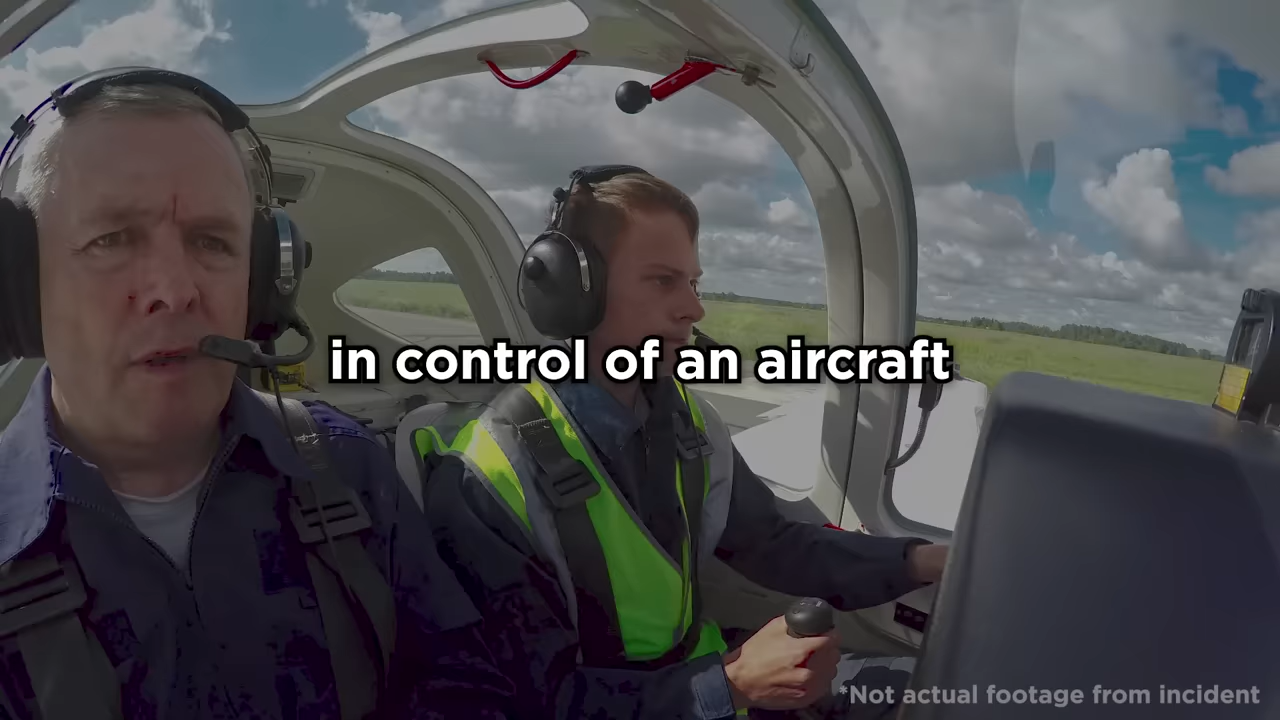 in control of an aircraft
*Not actual footage from incident